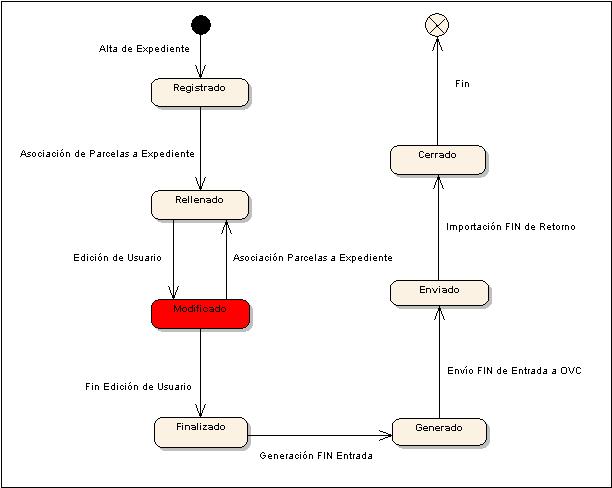 Alta de Expediente
Registrado
Asociación de Parcelas a Expediente
Rellenado
Edición de Usuario
Asociación Parcelas a Expediente
Modificado
Fin Edición de Usuario
Finalizado
Generación FIN Entrada
Generado
Envío FIN de Entrada a OVC
Enviado
Importación FIN de Retorno
Cerrado
Fin